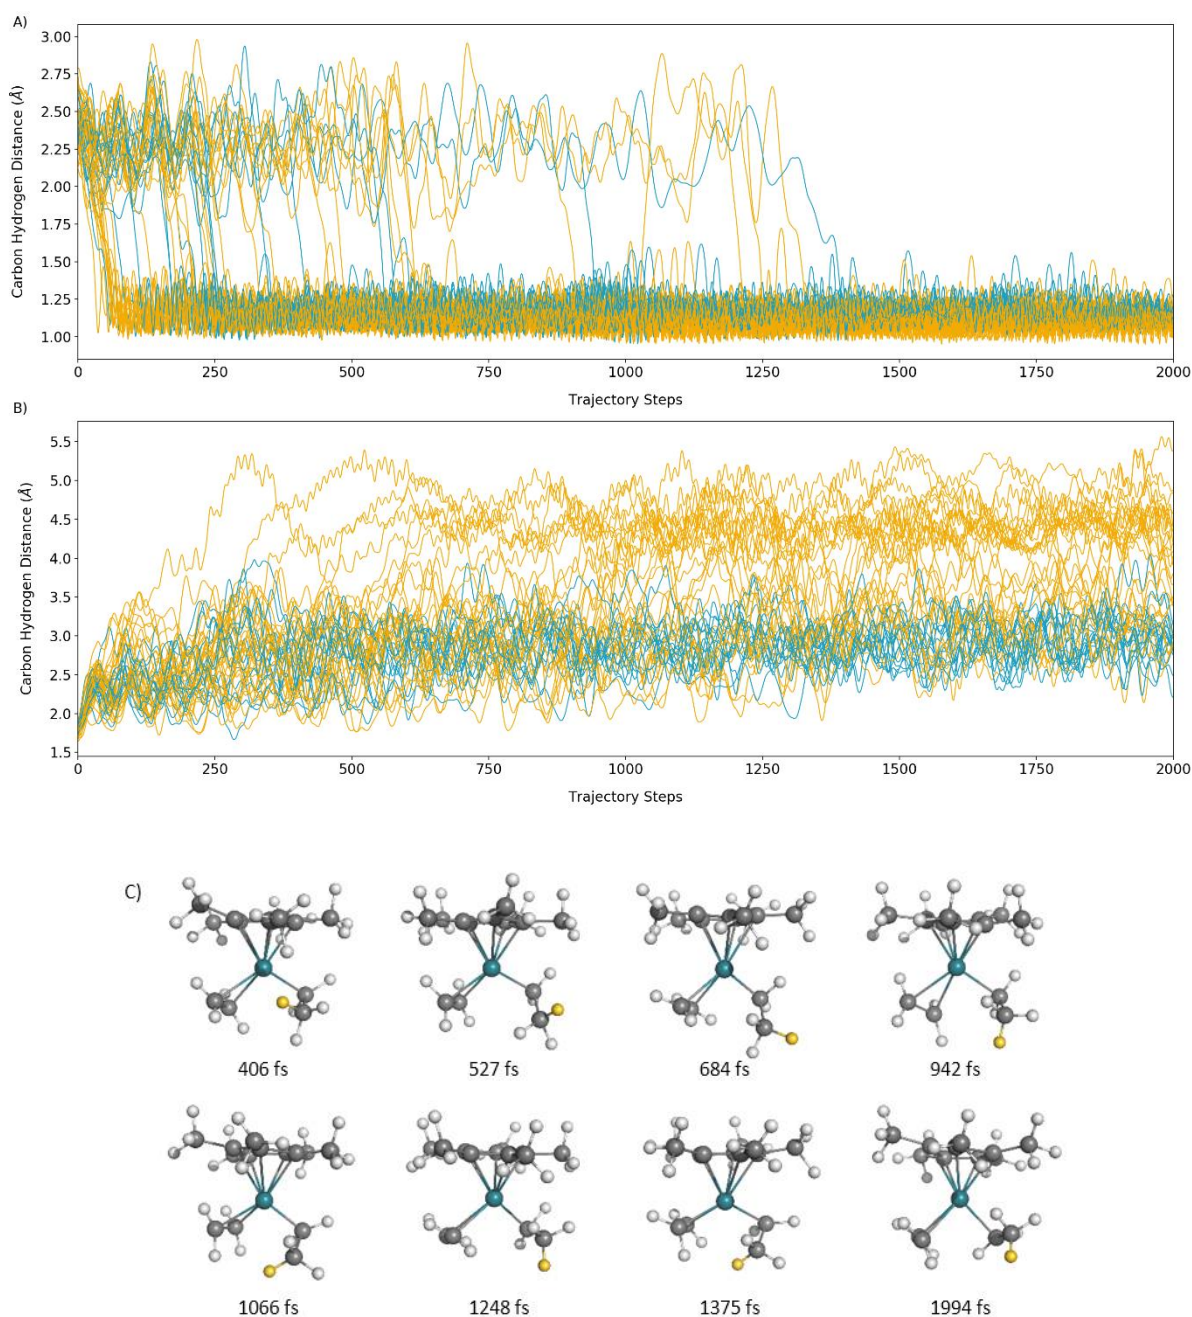 A)
3.00
2.75
2.50
2.25
2.00
1.75
1.50
1.25
1.00
Carbon Hydrogen Distance (Å)
0 250 500 750 1000 1250 1500 1750 2000
Trajectory Steps
B)
5.5
5.0
4.5
4.0
3.5
3.0
2.5
2.0
1.5
Carbon Hydrogen Distance (Å)
0 250 500 750 1000 1250 1500 1750 2000
Trajectory Steps
C)
406 fs 527 fs 684 fs 942 fs
1066 fs 1248 fs 1375 fs 1994 fs